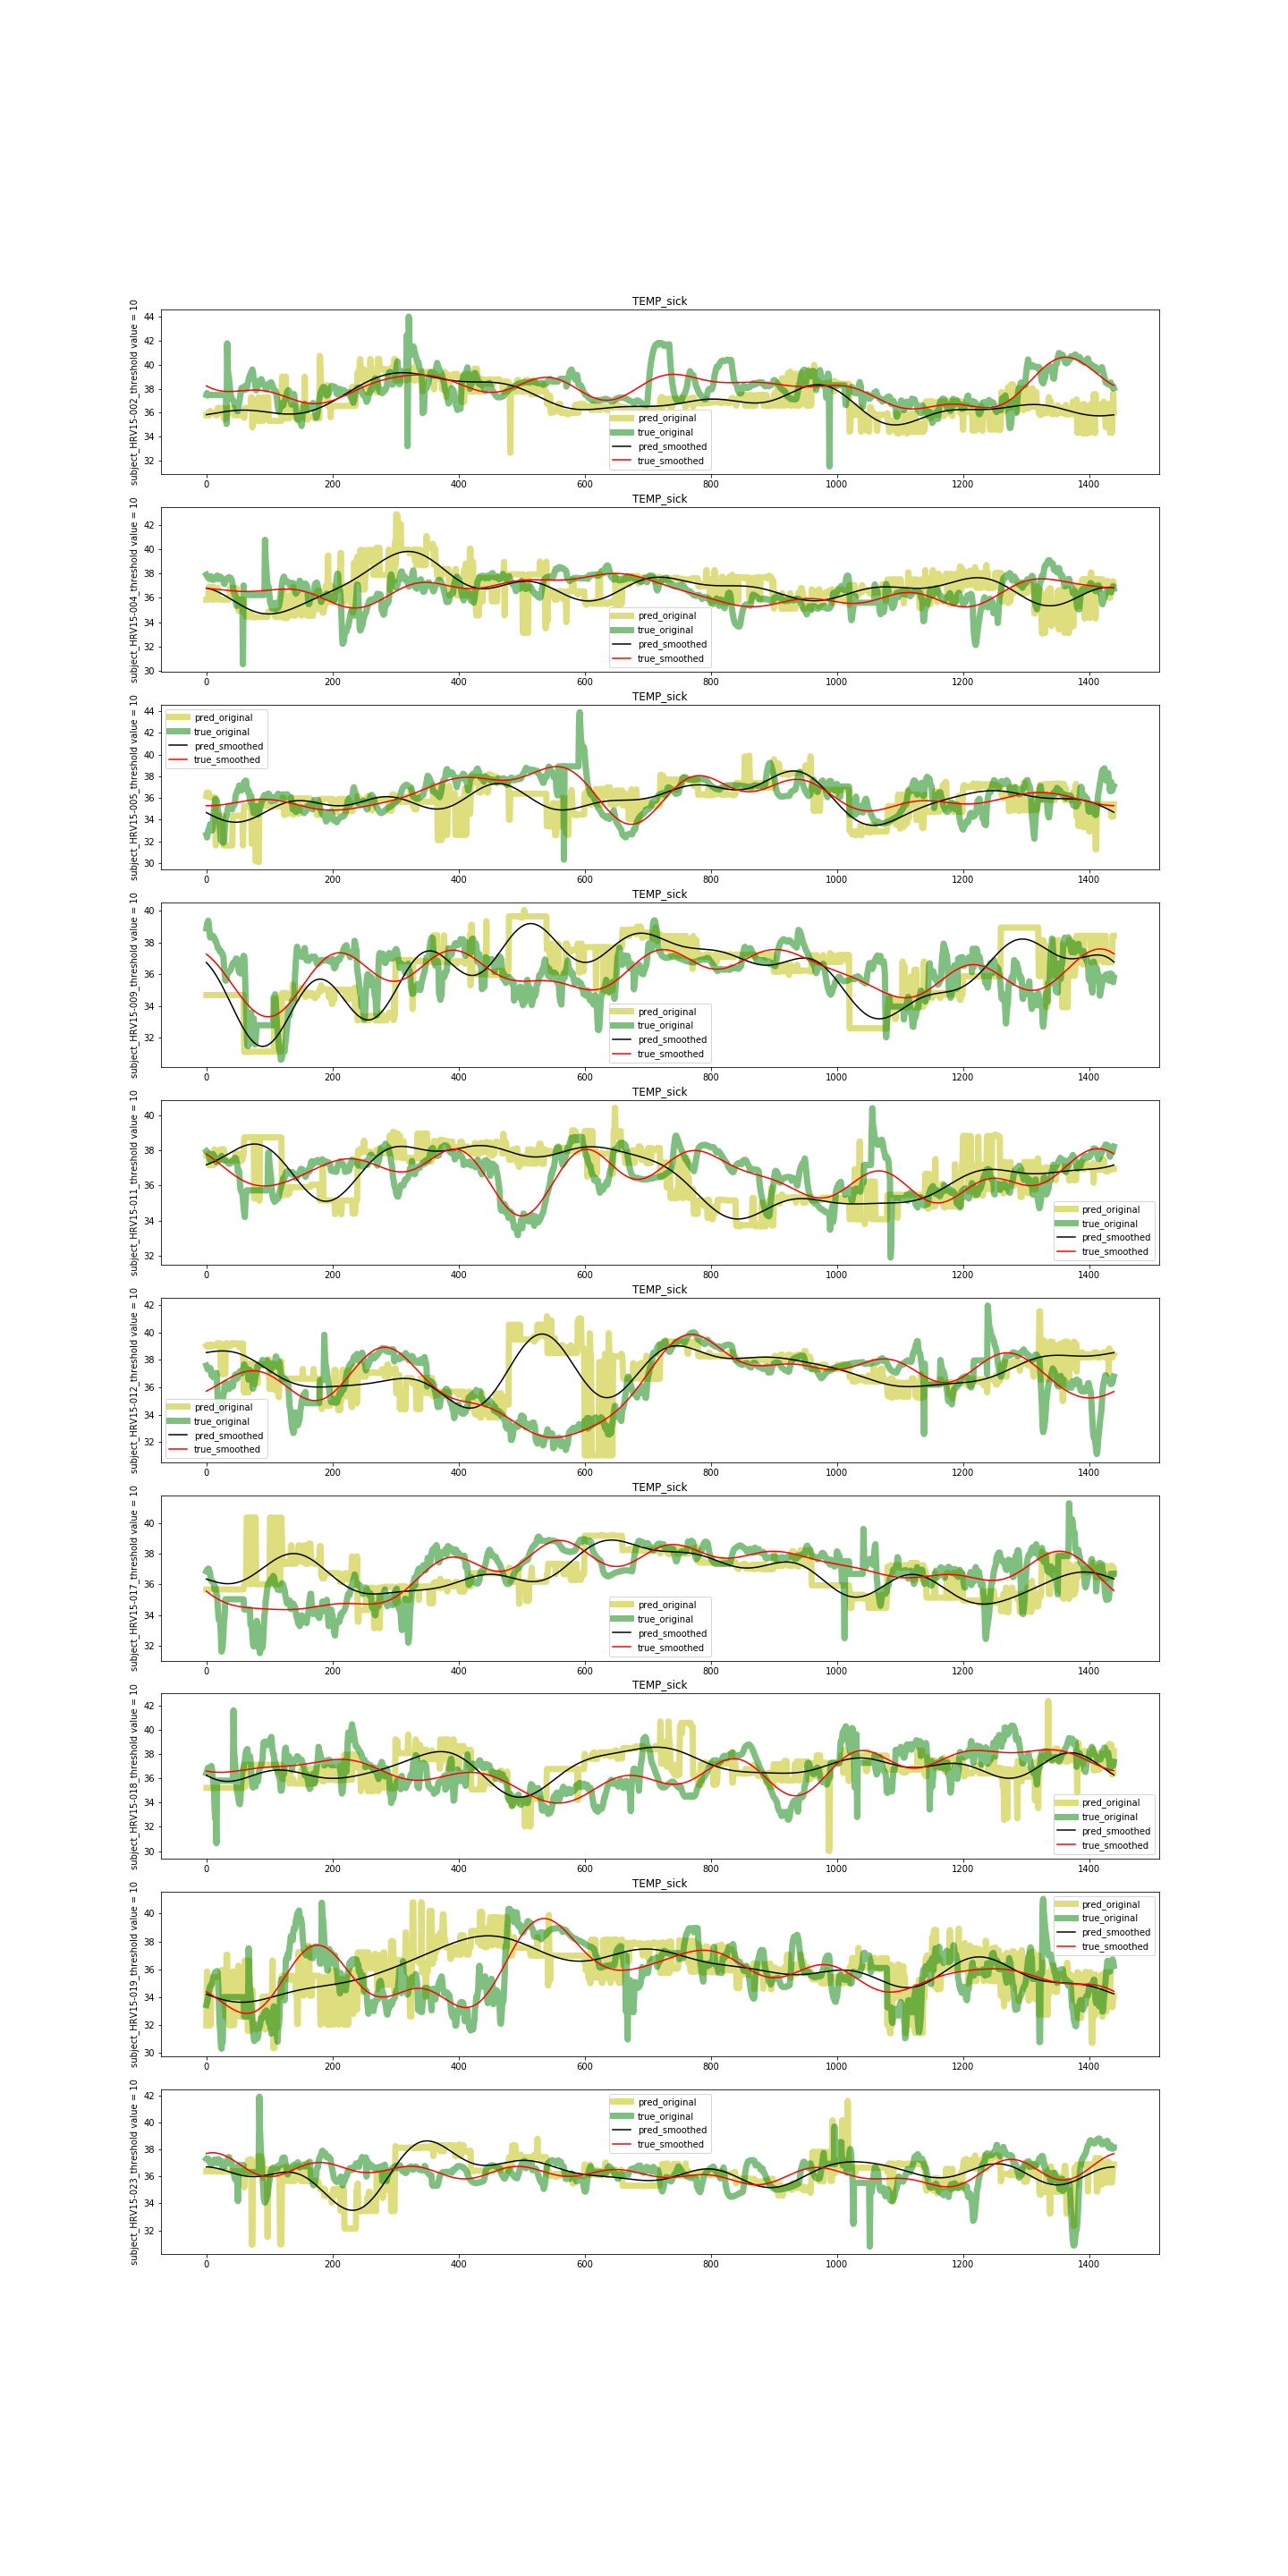 TEMP_sick
subject_HRV15-002_threshold value = 10
44
42
40
38
36
34
32
pred_original
true_original
pred_smoothed
true_smoothed
0 200 400 600 800 1000 1200 1400
TEMP_sick
subject_HRV15-004_threshold value = 10
42
40
38
36
34
32
30
pred_original
true_original
pred_smoothed
true_smoothed
0 200 400 600 800 1000 1200 1400
TEMP_sick
subject_HRV15-005_threshold value = 10
44
42
40
38
36
34
32
30
pred_original
true_original
pred_smoothed
true_smoothed
0 200 400 600 800 1000 1200 1400
TEMP_sick
subject_HRV15-009_threshold value = 10
40
38
36
34
32
pred_original
true_original
pred_smoothed
true_smoothed
0 200 400 600 800 1000 1200 1400
TEMP_sick
subject_HRV15-011_threshold value = 10
40
38
36
34
32
pred_original
true_original
pred_smoothed
true_smoothed
0 200 400 600 800 1000 1200 1400
TEMP_sick
subject_HRV15-012_threshold value = 10
42
40
38
36
34
32
pred_original
true_original
pred_smoothed
true_smoothed
0 200 400 600 800 1000 1200 1400
TEMP_sick
subject_HRV15-017_threshold value = 10
40
38
36
34
32
pred_original
true_original
pred_smoothed
true_smoothed
0 200 400 600 800 1000 1200 1400
TEMP_sick
subject_HRV15-018_threshold value = 10
42
40
38
36
34
32
30
pred_original
true_original
pred_smoothed
true_smoothed
0 200 400 600 800 1000 1200 1400
TEMP_sick
subject_HRV15-019_threshold value = 10
40
38
36
34
32
30
pred_original
true_original
pred_smoothed
true_smoothed
0 200 400 600 800 1000 1200 1400
TEMP_sick
subject_HRV15-023_threshold value = 10
42
40
38
36
34
32
pred_original
true_original
pred_smoothed
true_smoothed
0 200 400 600 800 1000 1200 1400